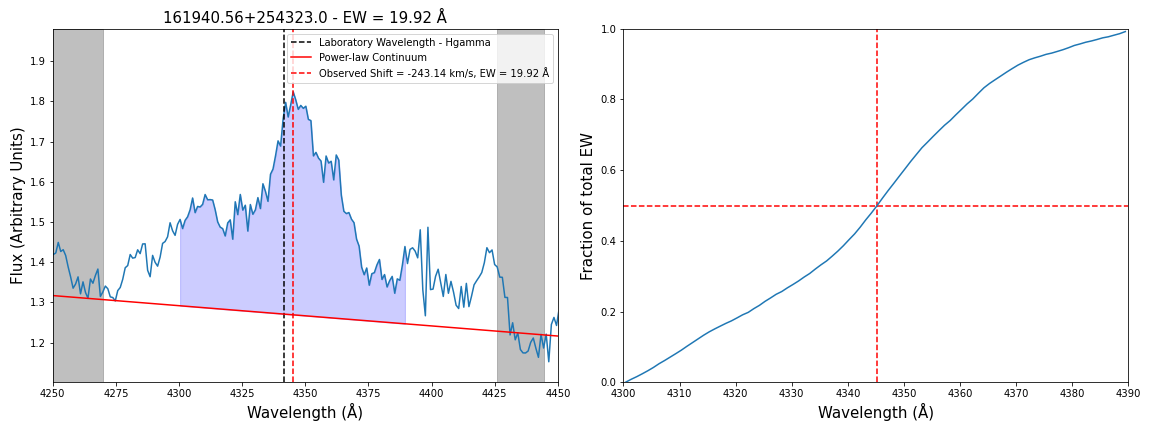 161940.56+254323.0 - EW = 19.92 Å
Laboratory Wavelength - Hgamma
Power-law Continuum
Observed Shift = -243.14 km/s, EW = 19.92 Å
Flux (Arbitrary Units)
1.9
1.8
1.7
1.6
1.5
1.4
1.3
1.2
4250 4275 4300 4325 4350 4375 4400 4425 4450
Wavelength (Å)
Fraction of total EW
1.0
0.8
0.6
0.4
0.2
0.0
4300 4310 4320 4330 4340 4350 4360 4370 4380 4390
Wavelength (Å)